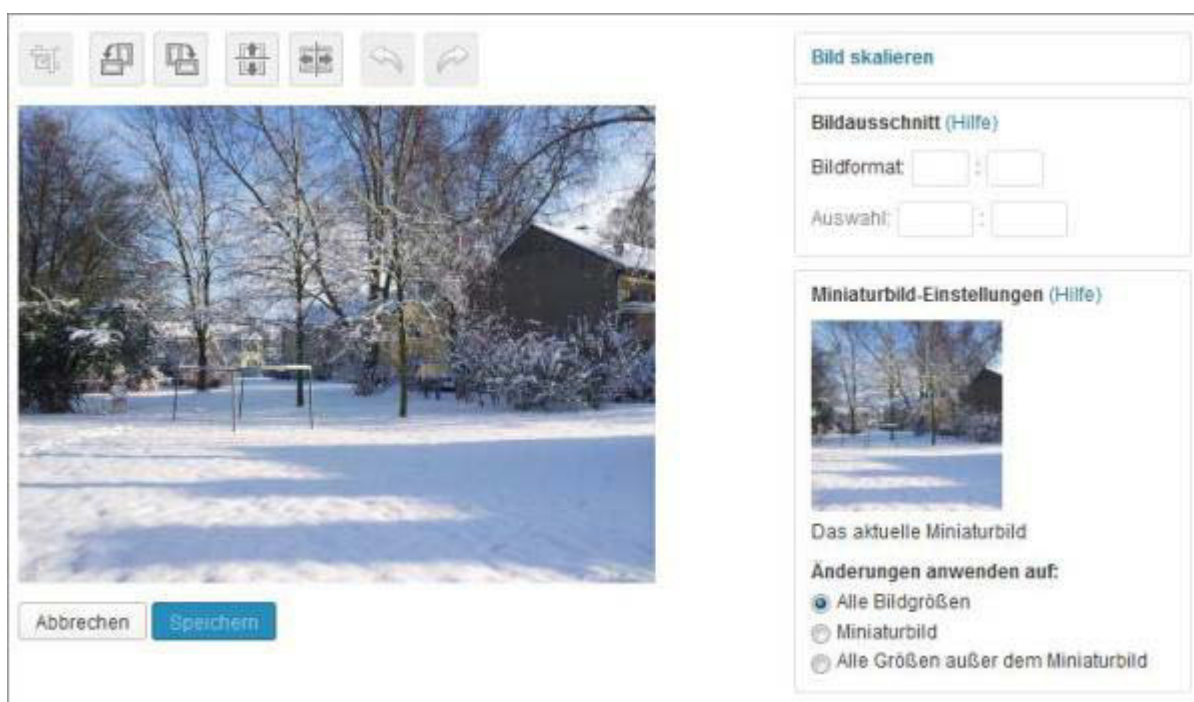 Bild skalieren
Bildausschnitt (Hilfe)
Bildformat: :
Auswahl: :
Miniaturbild-Einstellungen (Hilfe)
Das aktuelle Miniaturbild
Änderungen anwenden auf:
Alle Bildgrößen
Miniaturbild
Alle Größen außer dem Miniaturbild
Abbrechen Speichern